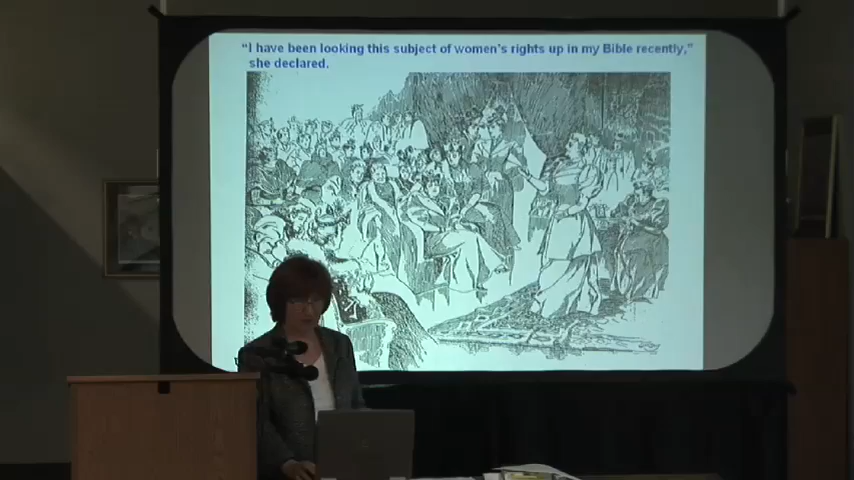 “I have been looking this subject of women’s rights up in my Bible recently,”
she declared.